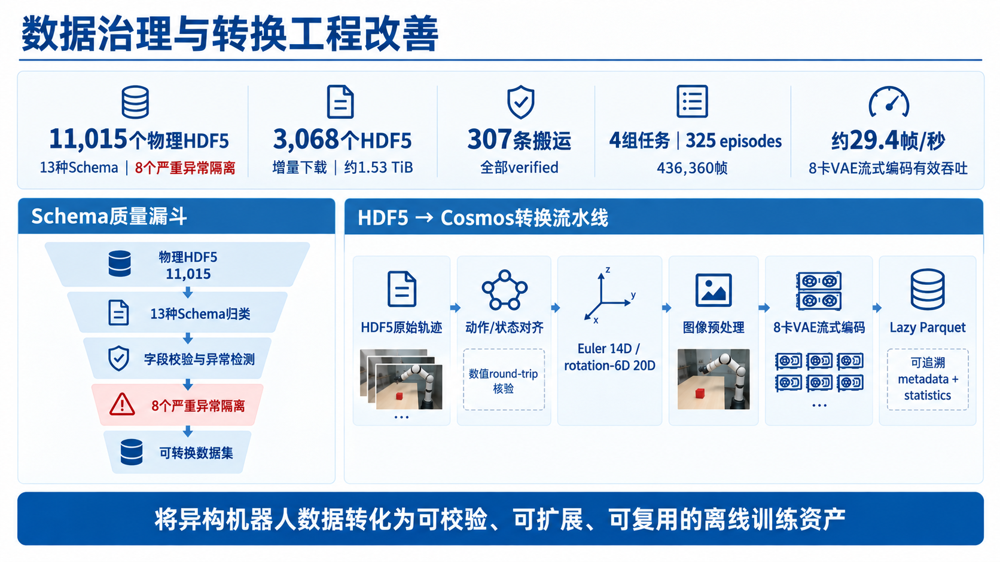 数据治理与转换工程改善
11,015个物理HDF5
13种Schema | 8个严重异常隔离
3,068个HDF5
增量下载 | 约1.53 TiB
307条搬运
全部verified
4组任务 | 325 episodes
436,360帧
约29.4帧/秒
8卡VAE流式编码有效吞吐
Schema质量漏斗
物理HDF5
11,015
13种Schema归类
字段校验与异常检测
8个严重异常隔离
可转换数据集
HDF5 → Cosmos转换流水线
HDF5原始轨迹
...
动作/状态对齐
数值round-trip
核验
z
y
x
Euler 14D /
rotation-6D 20D
图像预处理
8卡VAE流式编码
...
Lazy Parquet
可追溯
metadata +
statistics
将异构机器人数据转化为可校验、可扩展、可复用的离线训练资产